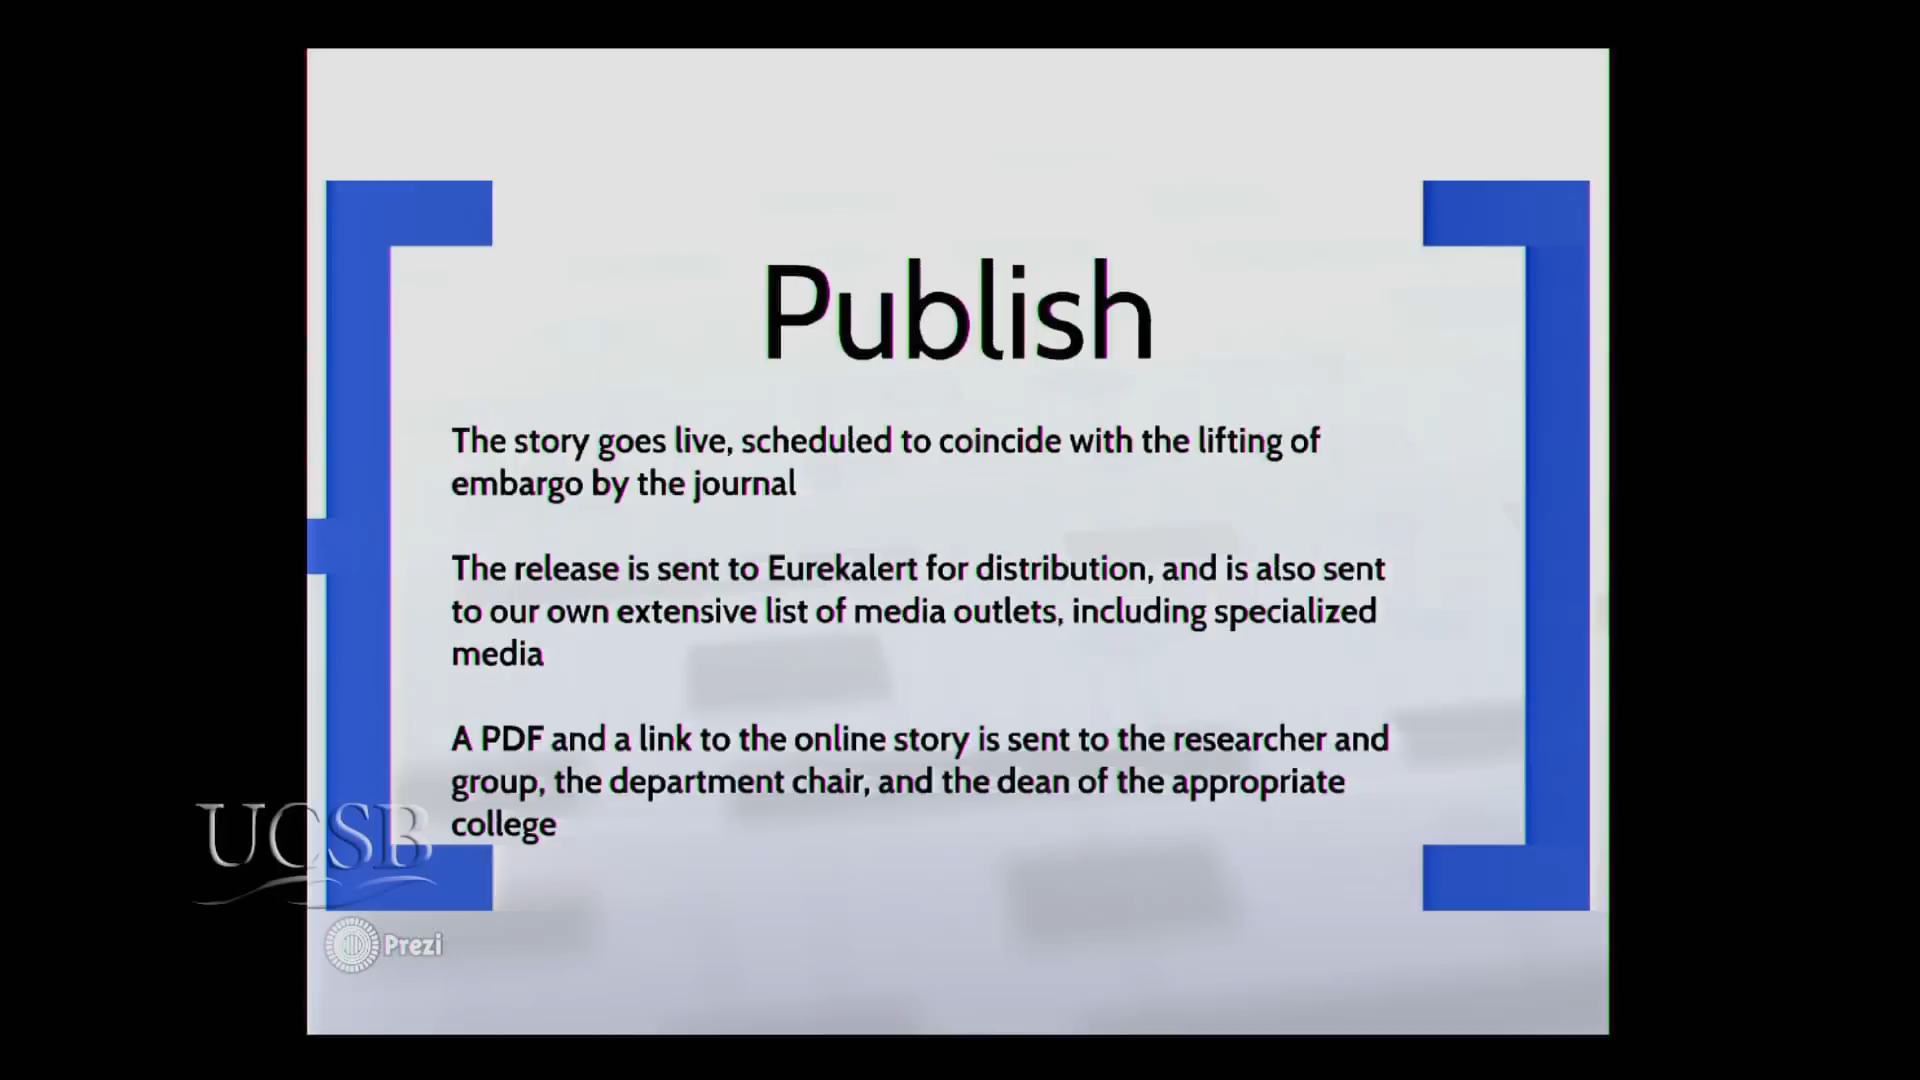 Publish
The story goes live, scheduled to coincide with the lifting of
embargo by the journal
The release is sent to Eurekalert for distribution, and is also sent
to our own extensive list of media outlets, including specialized
media
A PDF and a link to the online story is sent to the researcher and
group, the department chair, and the dean of the appropriate
college
UCSB
Prezi